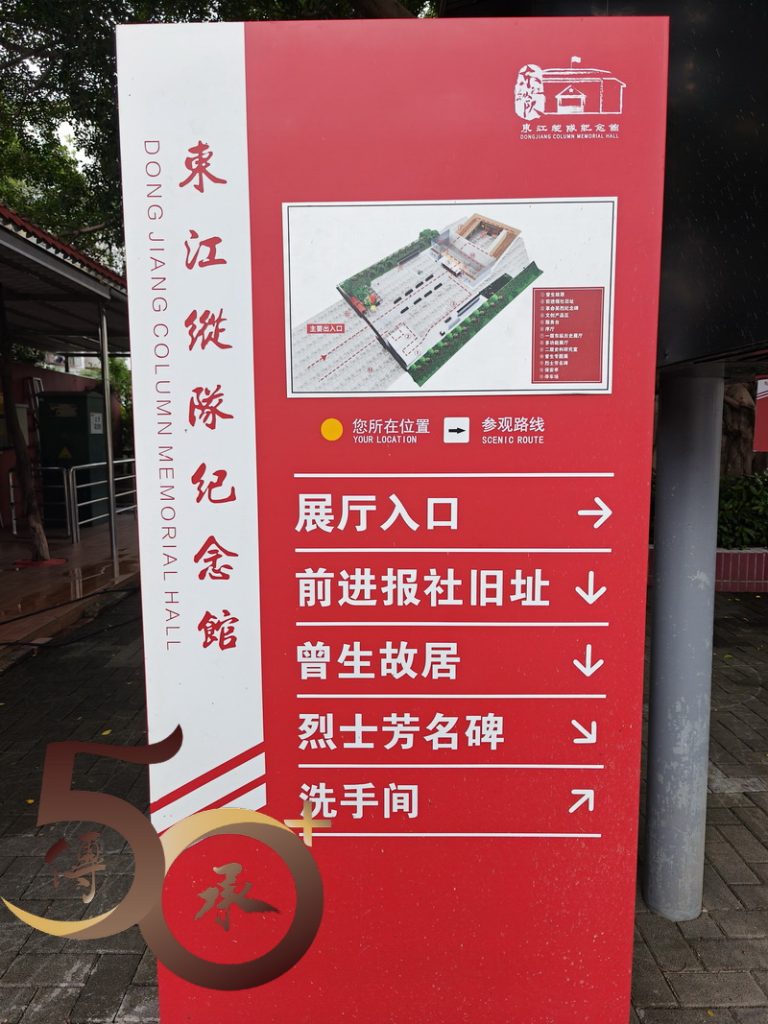 東江縱隊纪念館
DONG JIANG COLUMN MEMORIAL HALL
東江縱隊紀念館
DONGJIANG COLUMN MEMORIAL HALL
主要出入口
您所在位置
YOUR LOCATION
参观路线
SCENIC ROUTE
展厅入口
前进报社旧址
曾生故居
烈士芳名碑
洗手间
50+
傳
承